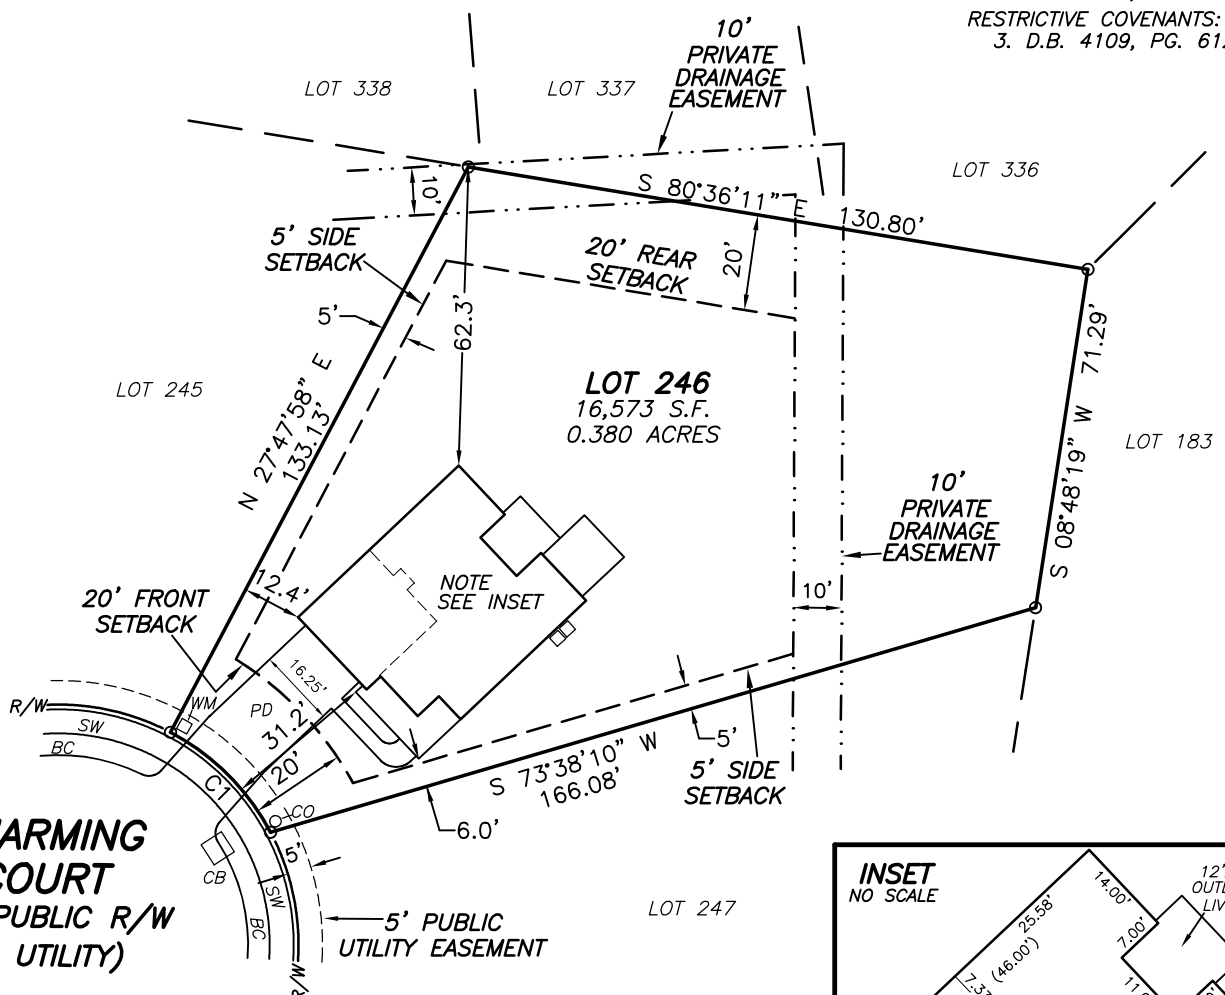 RESTRICTIVE COVENANTS:
3. D.B. 4109, PG.
10'
PRIVATE
DRAINAGE
EASEMENT
LOT 338
LOT 337
LOT 336
S 80°36'11" E 130.80'
10'
5' SIDE
SETBACK
20' REAR
SETBACK
20'
5'
62.3'
71.29'
S 08°48'19" W
N 27°47'58" E
133.13'
LOT 245
LOT 246
16,573 S.F.
0.380 ACRES
LOT 183
10'
PRIVATE
DRAINAGE
EASEMENT
12.4'
NOTE
SEE INSET
20' FRONT
SETBACK
10'
16.25'
WM
PD
31.2'
20'
R/W
SW
BC
C1
5'
S 73°38'10" W
166.08'
5' SIDE
SETBACK
6.0'
CO
CB
5'
SW
BC
R/W
ARMING
COURT
PUBLIC R/W
UTILITY)
5' PUBLIC
UTILITY EASEMENT
LOT 247
INSET
NO SCALE
14.00'
25.58'
(46.00')
7.00'
12'